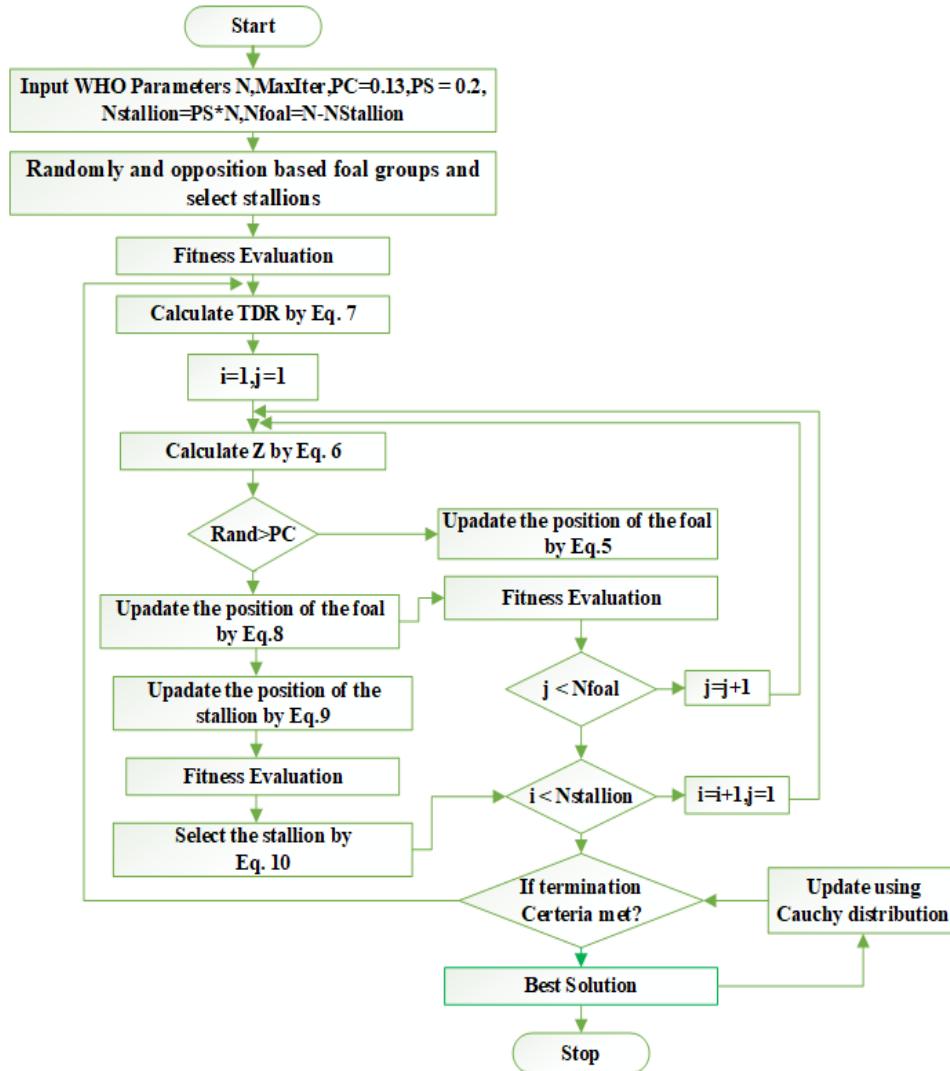 Start
Input WHO Parameters N,MaxIter,PC=0.13,PS = 0.2,
Nstallion=PS*N,Nfoal=N-NStallion
Randomly and opposition based foal groups and
select stallions
Fitness Evaluation
Calculate TDR by Eq. 7
i=1,j=1
Calculate Z by Eq. 6
Rand>PC
Upadate the position of the foal
by Eq.5
Upadate the position of the foal
by Eq.8
Fitness Evaluation
j < Nfoal
j=j+1
Upadate the position of the
stallion by Eq.9
Fitness Evaluation
i < Nstallion
i=i+1,j=1
Select the stallion by
Eq. 10
If termination
Certeria met?
Update using
Cauchy distribution
Best Solution
Stop